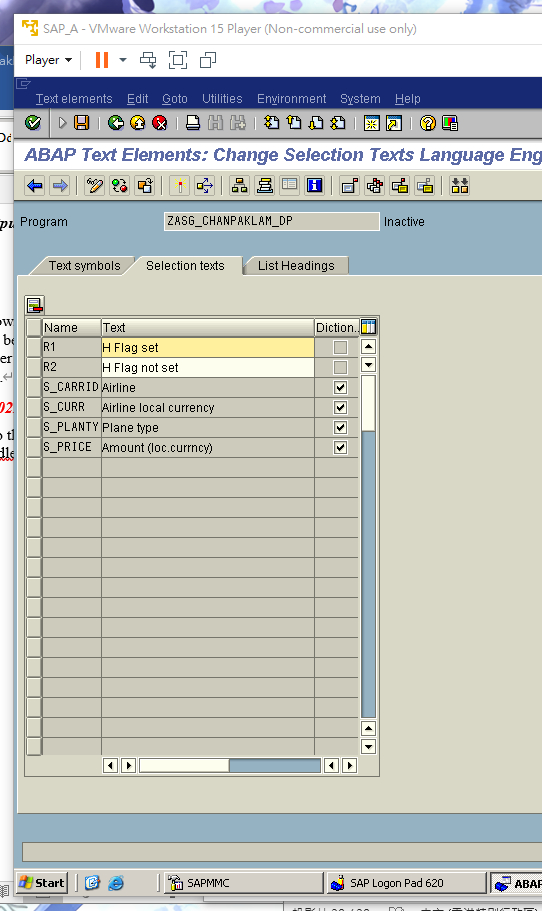 SAP_A - VMware Workstation 15 Player (Non-commercial use only)
Player
Text elements Edit Goto Utilities Environment System Help
ABAP Text Elements: Change Selection Texts Language Eng
Program ZASG_CHANPAKLAM_DP Inactive
Text symbols Selection texts List Headings
Name Text Diction..
R1 H Flag set
R2 H Flag not set
S_CARRID Airline
S_CURR Airline local currency
S_PLANTY Plane type
S_PRICE Amount (loc.currncy)
Start SAPMMC SAP Logon Pad 620 ABAP